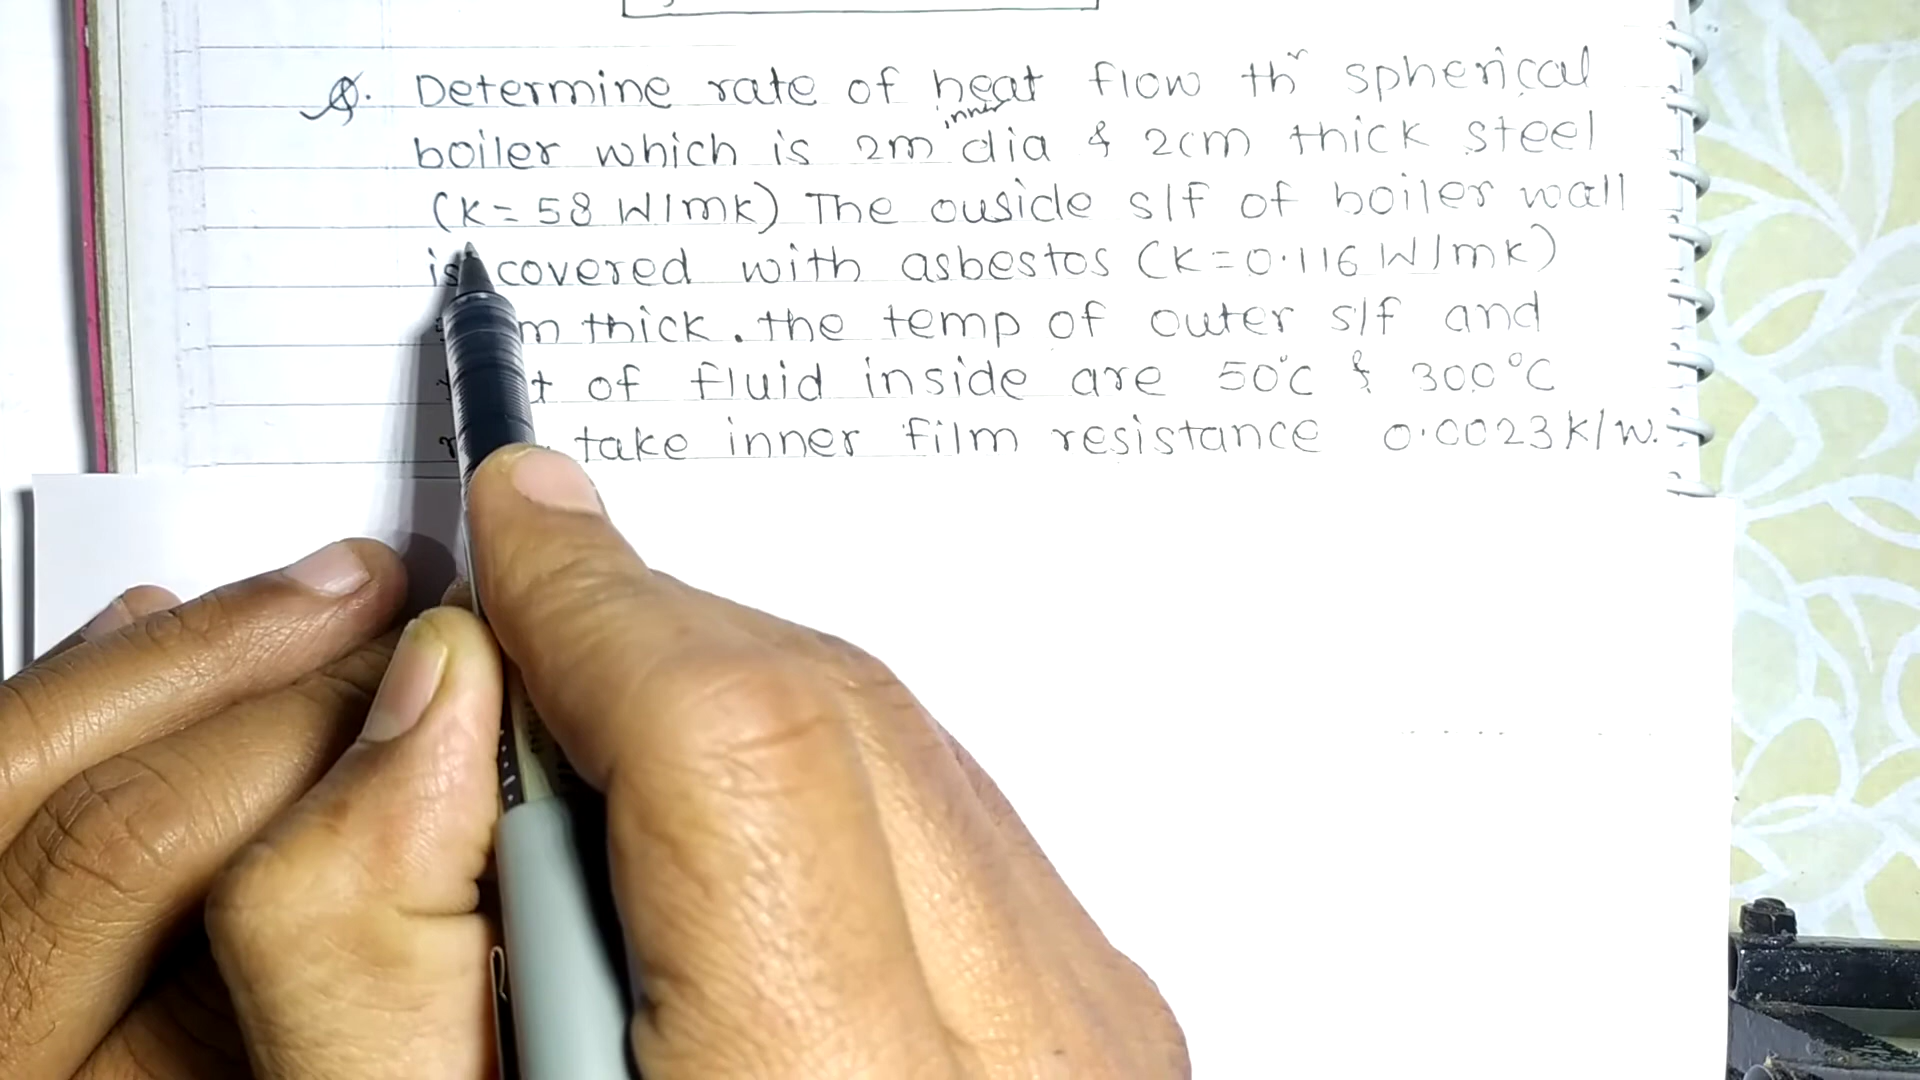 Q. Determine rate of heat flow thr spherical
boiler which is 2m inner dia & 2cm thick steel
(K = 58 W/mK) The ouside s/f of boiler wall
is covered with asbestos (K = 0.116 W/mK)
m thick. the temp of outer s/f and
t of fluid inside are 50°C & 300°C
take inner film resistance 0.0023 K/W.